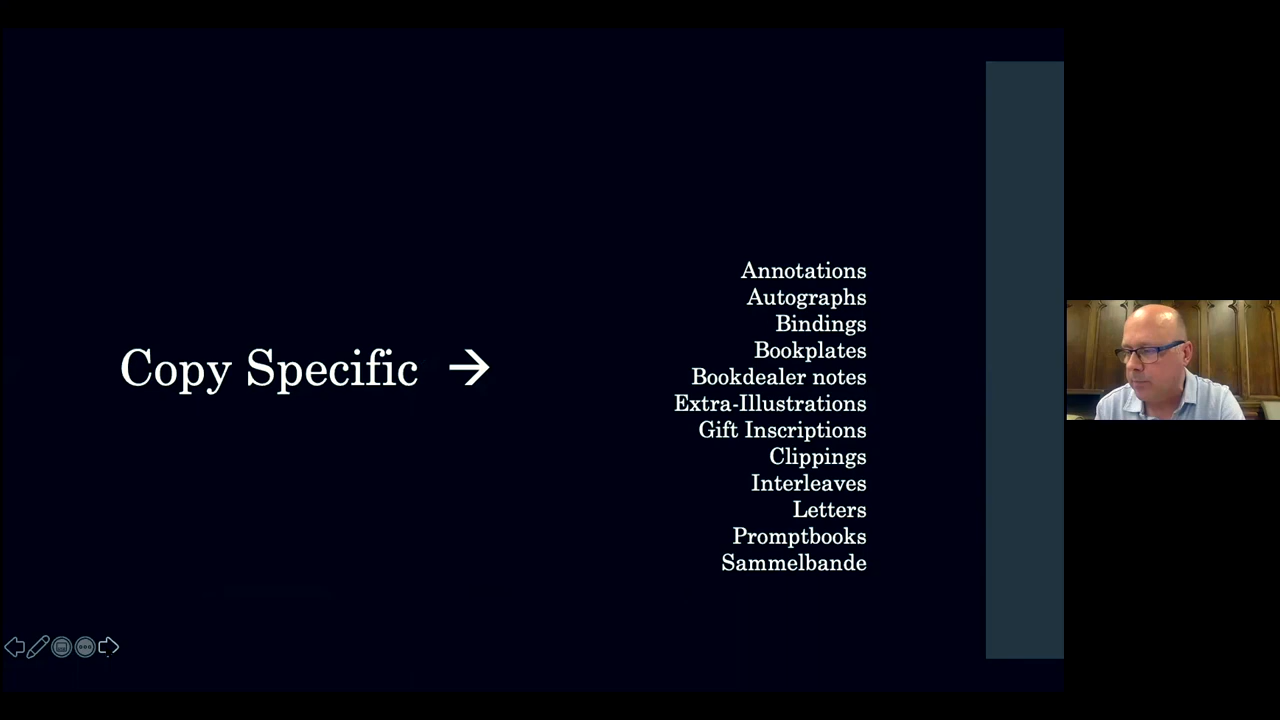 Copy Specific →
Annotations
Autographs
Bindings
Bookplates
Bookdealer notes
Extra-Illustrations
Gift Inscriptions
Clippings
Interleaves
Letters
Promptbooks
Sammelbande